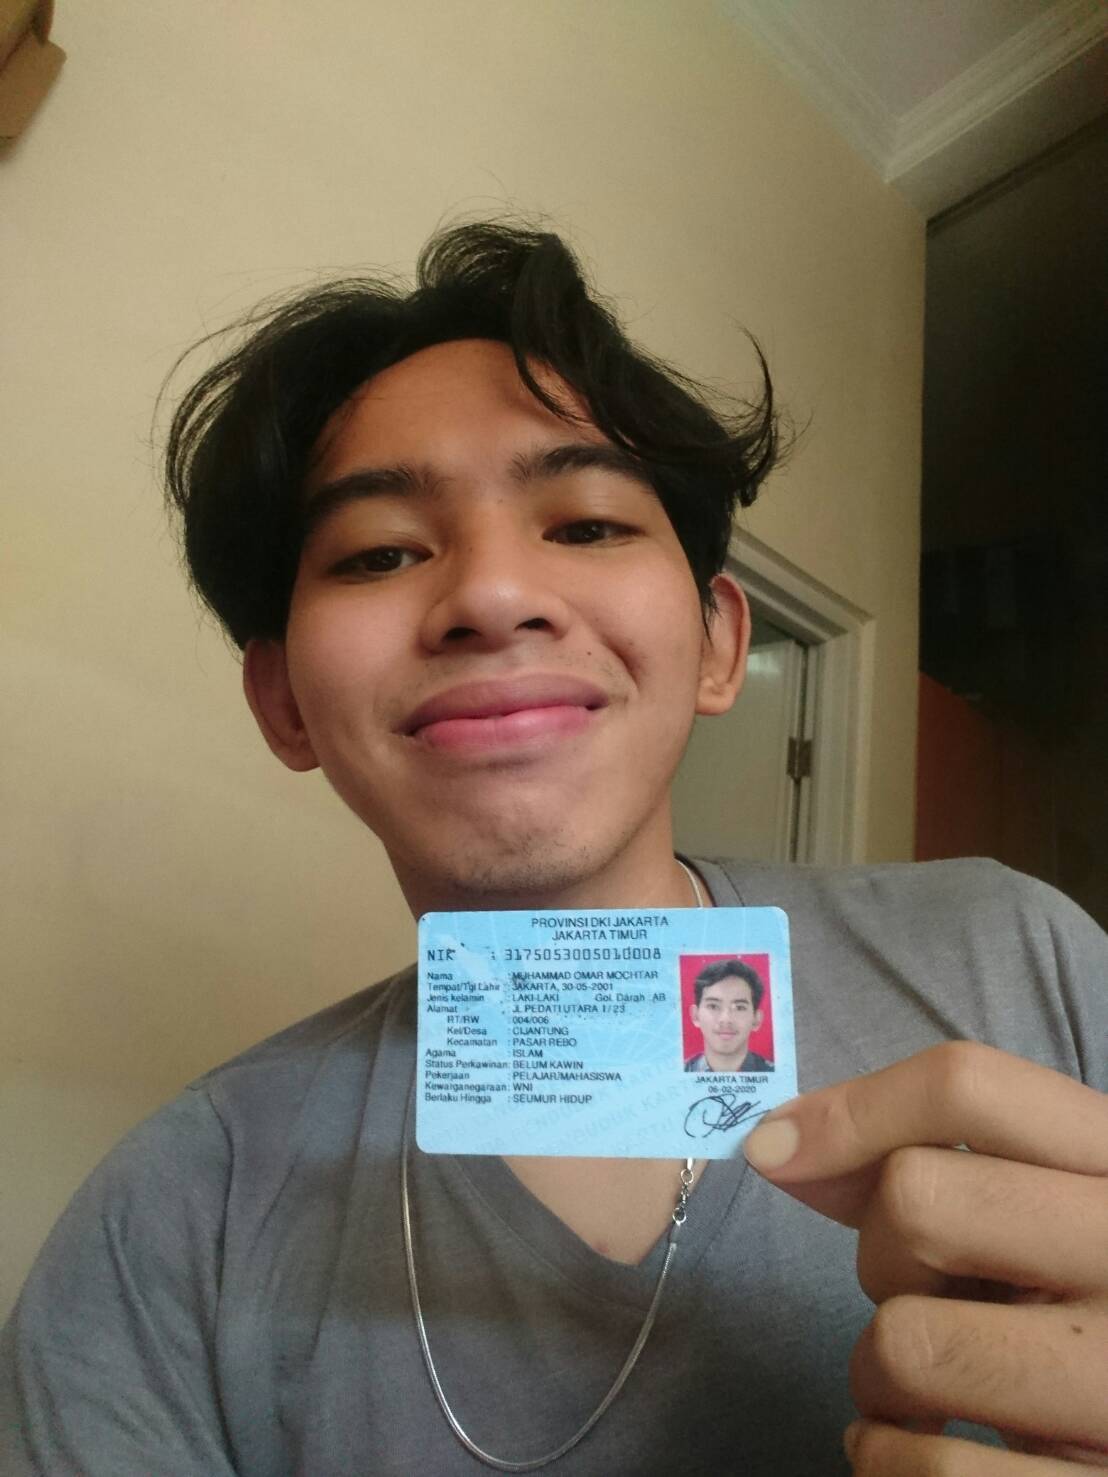 PROVINSI DKI JAKARTA
JAKARTA TIMUR
NIK : 3175053005010008
Nama : MUHAMMAD OMAR MOCHTAR
Tempat/Tgl Lahir : JAKARTA, 30-05-2001
Jenis kelamin : LAKI-LAKI Gol. Darah : AB
Alamat : JL PEDATI UTARA 1 / 23
RT/RW : 004/006
Kel/Desa : CIJANTUNG
Kecamatan : PASAR REBO
Agama : ISLAM
Status Perkawinan: BELUM KAWIN
Pekerjaan : PELAJAR/MAHASISWA
Kewarganegaraan: WNI
Berlaku Hingga : SEUMUR HIDUP
JAKARTA TIMUR
06-02-2020